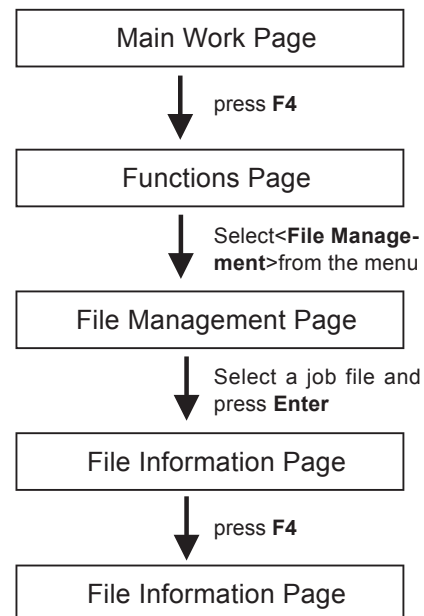 Main Work Page
press F4
Functions Page
Select<File Manage-
ment>from the menu
File Management Page
Select a job file and
press Enter
File Information Page
press F4
File Information Page